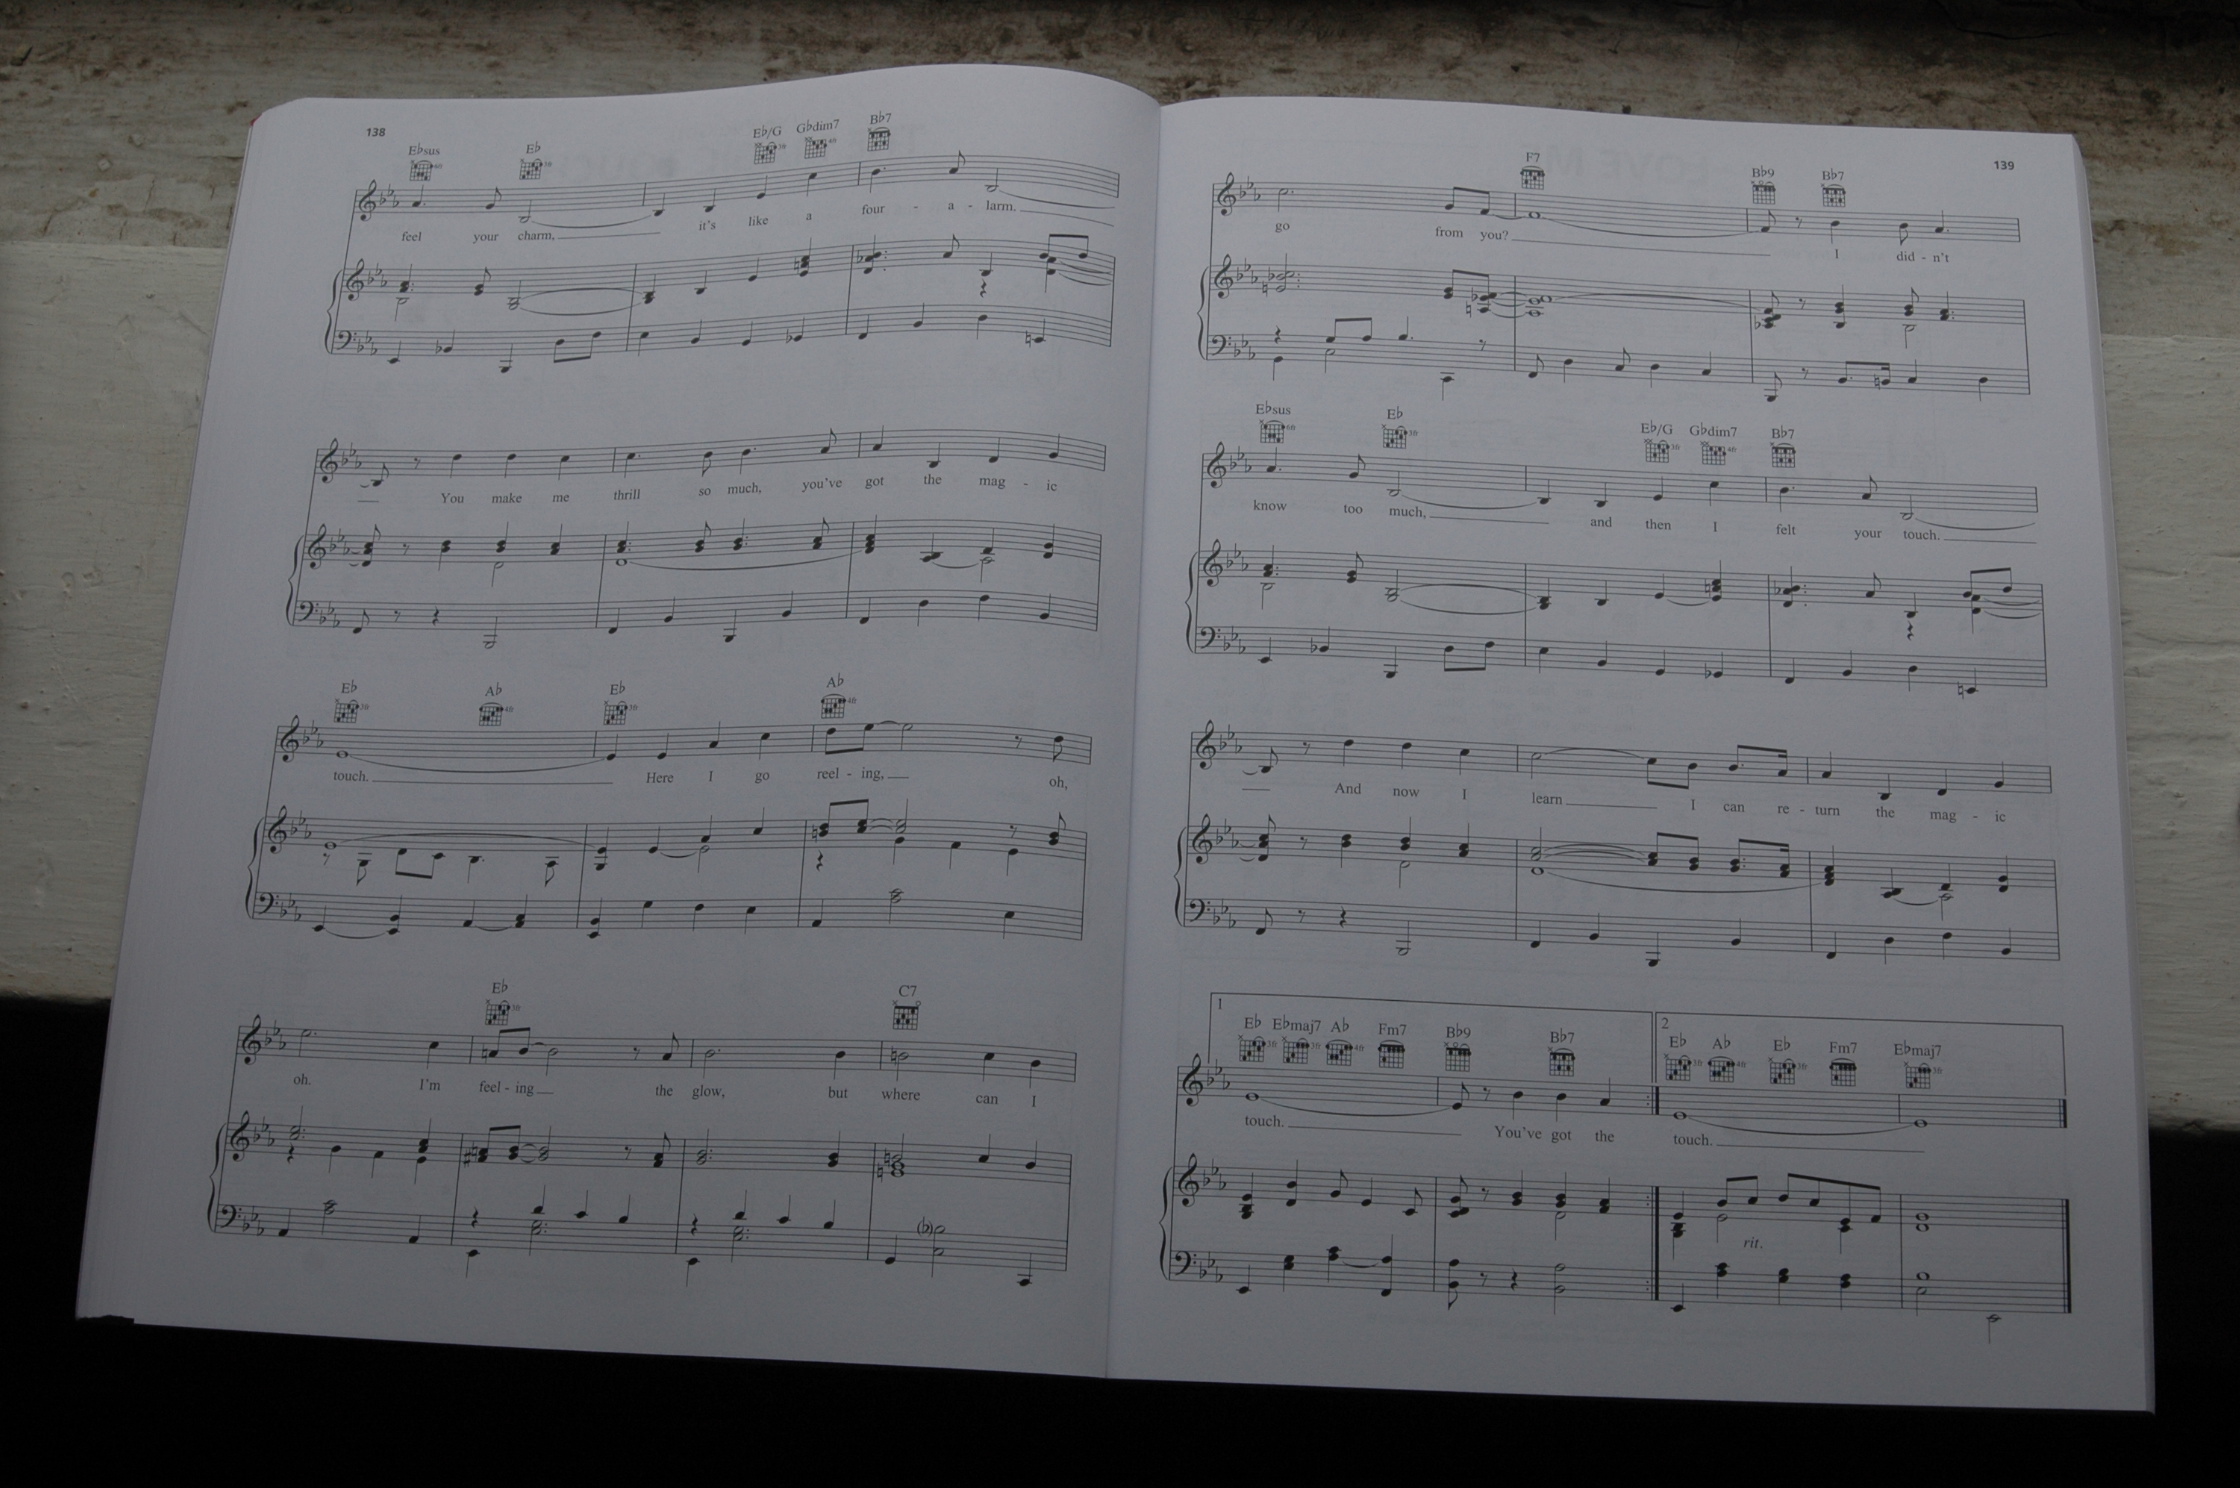 138
E♭sus E♭ E♭/G G♭dim7 B♭7
feel your charm, it's like a four - a - larm.
You make me thrill so much, you've got the mag - ic
E♭ A♭ E♭ A♭
touch. Here I go reel - ing, oh,
E♭ C7
oh. I'm feel - ing the glow, but where can I
139
F7 B♭9 B♭7
go from you? I did - n't
E♭sus E♭ E♭/G G♭dim7 B♭7
know too much, and then I felt your touch.
And now I learn I can re - turn the mag - ic
1 2
E♭ E♭maj7 A♭ Fm7 B♭9 B♭7 E♭ A♭ E♭ Fm7 E♭maj7
touch. You've got the touch.
rit.